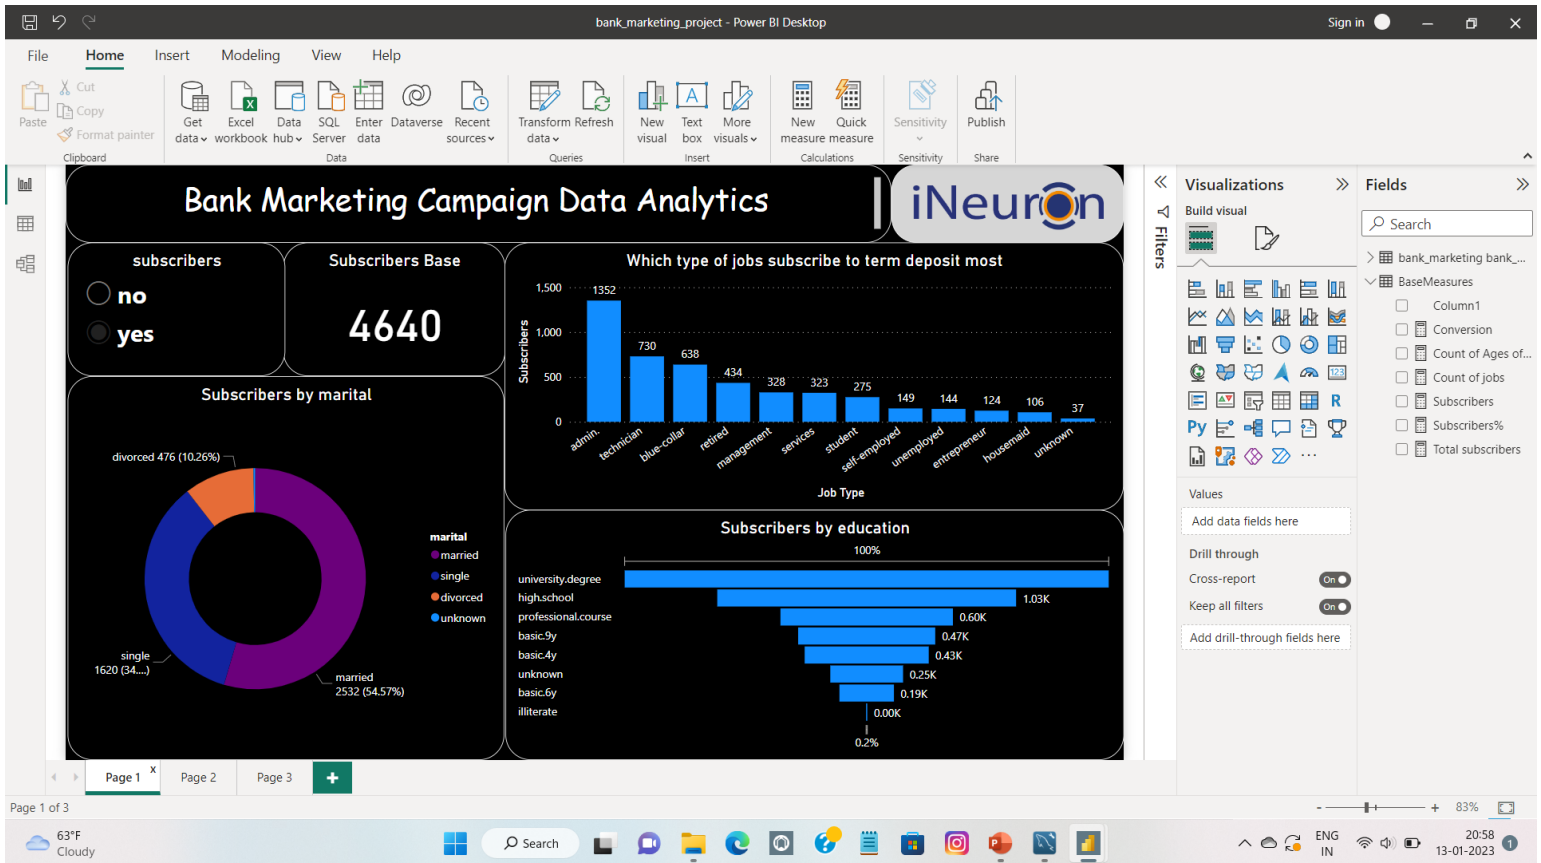 bank_marketing_project - Power BI Desktop
Sign in
File Home Insert Modeling View Help
Paste
Cut
Copy
Format painter
Clipboard
Get data
Excel workbook
Data hub
SQL Server
Enter data
Dataverse
Recent sources
Data
Transform data
Refresh
Queries
New visual
Text box
More visuals
Insert
New measure
Quick measure
Calculations
Sensitivity
Sensitivity
Publish
Share
Bank Marketing Campaign Data Analytics
iNeuron
subscribers
no
yes
Subscribers Base
4640
Which type of jobs subscribe to term deposit most
Subscribers
1,500
1,000
500
0
1352
730
638
434
328
323
275
149
144
124
106
37
admin.
technician
blue-collar
retired
management
services
student
self-employed
unemployed
entrepreneur
housemaid
unknown
Job Type
Subscribers by marital
divorced 476 (10.26%)
single
1620 (34....)
married
2532 (54.57%)
marital
married
single
divorced
unknown
Subscribers by education
100%
university.degree
high.school 1.03K
professional.course 0.60K
basic.9y 0.47K
basic.4y 0.43K
unknown 0.25K
basic.6y 0.19K
illiterate 0.00K
0.2%
Filters
Visualizations
Build visual
123
R
Py
Values
Add data fields here
Drill through
Cross-report On
Keep all filters On
Add drill-through fields here
Fields
Search
bank_marketing bank_...
BaseMeasures
Column1
Conversion
Count of Ages of...
Count of jobs
Subscribers
Subscribers%
Total subscribers
Page 1 x
Page 2
Page 3
+
Page 1 of 3
- + 83%
63°F
Cloudy
Search
ENG
IN
20:58
13-01-2023
1